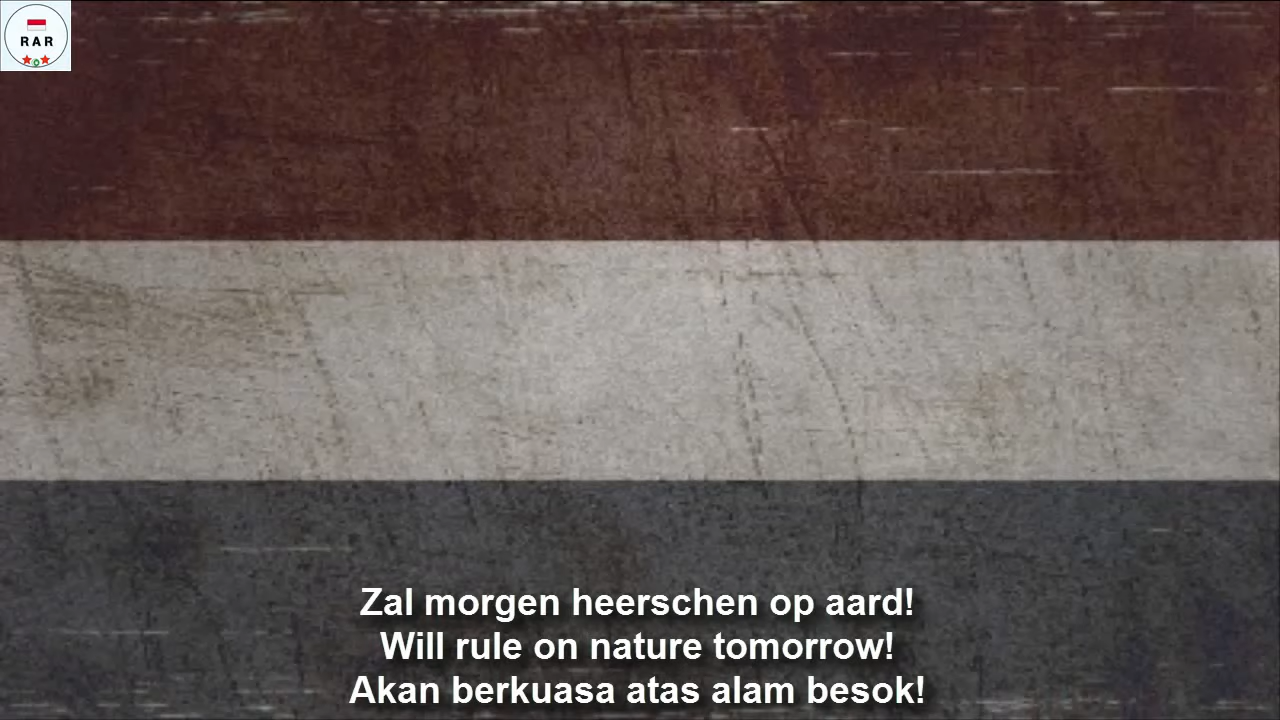 RAR
Zal morgen heerschen op aard!
Will rule on nature tomorrow!
Akan berkuasa atas alam besok!